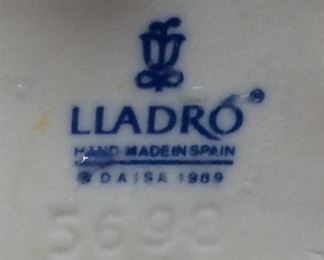 LLADRÓ®
HAND MADE IN SPAIN
© DAISA 1989
5698